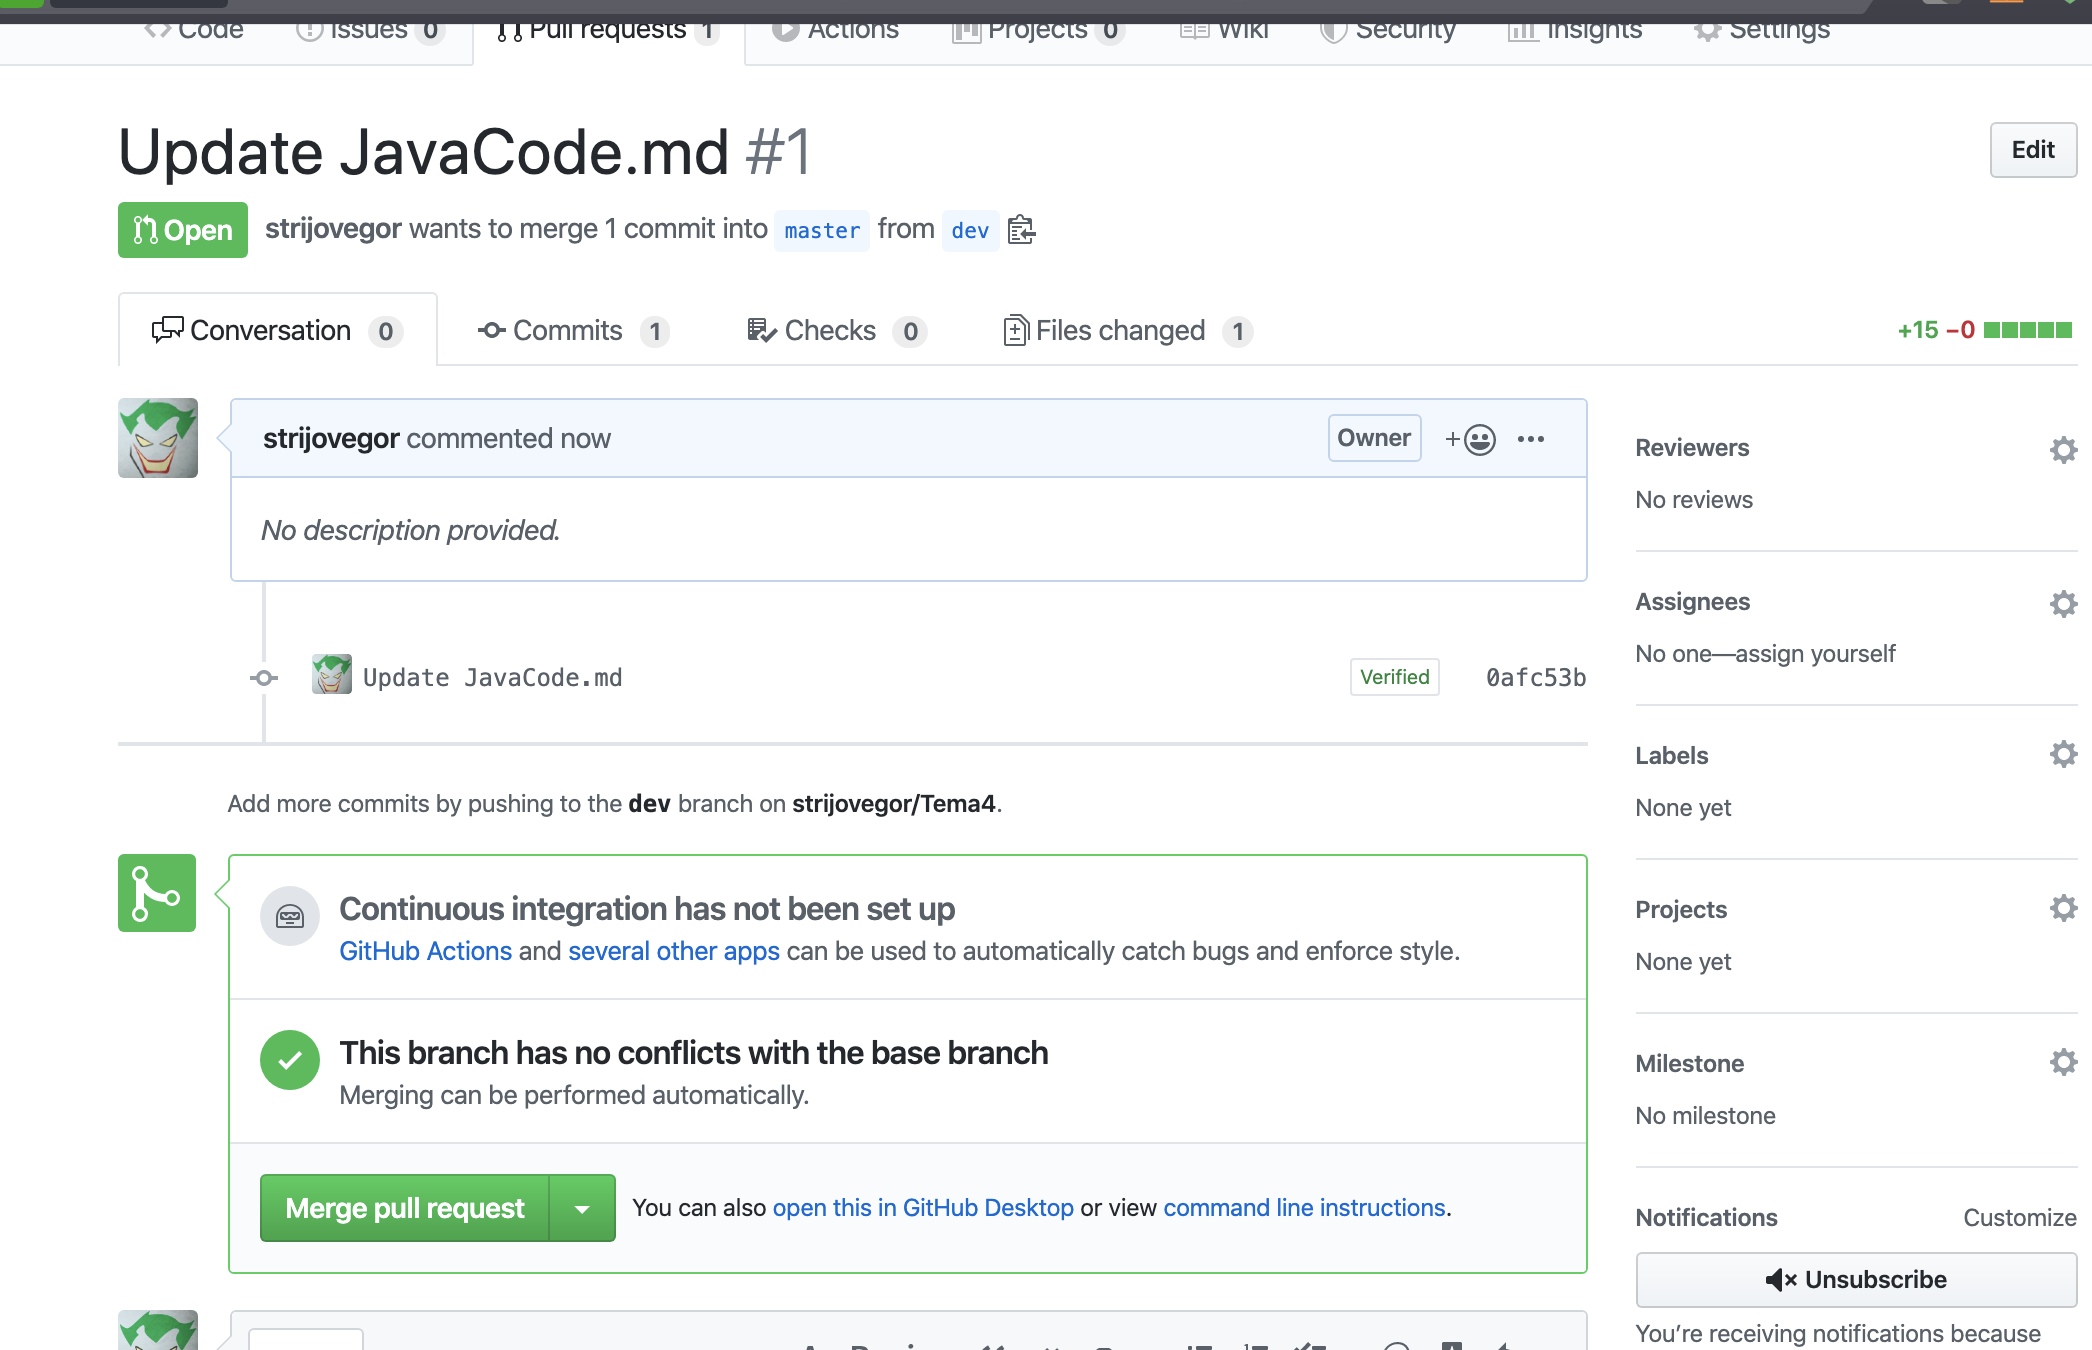 Code Issues 0 Pull requests 1 Actions Projects 0 Wiki Security Insights Settings
Update JavaCode.md #1
Edit
Open strijovegor wants to merge 1 commit into master from dev
Conversation 0 Commits 1 Checks 0 Files changed 1 +15 −0
strijovegor commented now Owner
No description provided.
Update JavaCode.md Verified 0afc53b
Add more commits by pushing to the dev branch on strijovegor/Tema4.
Continuous integration has not been set up
GitHub Actions and several other apps can be used to automatically catch bugs and enforce style.
This branch has no conflicts with the base branch
Merging can be performed automatically.
Merge pull request You can also open this in GitHub Desktop or view command line instructions.
Reviewers
No reviews
Assignees
No one—assign yourself
Labels
None yet
Projects
None yet
Milestone
No milestone
Notifications Customize
Unsubscribe
You’re receiving notifications because